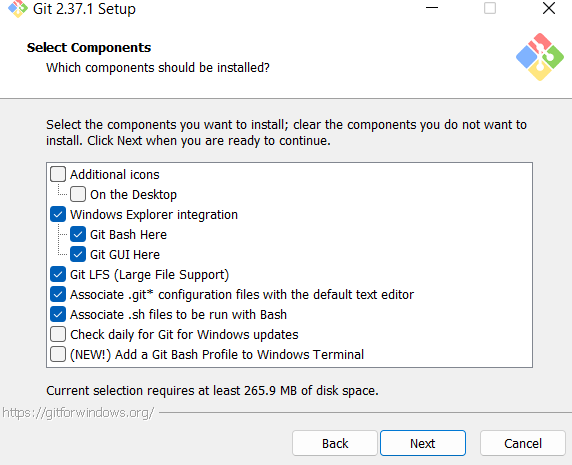 Git 2.37.1 Setup
Select Components
Which components should be installed?
Select the components you want to install; clear the components you do not want to
install. Click Next when you are ready to continue.
Additional icons
On the Desktop
Windows Explorer integration
Git Bash Here
Git GUI Here
Git LFS (Large File Support)
Associate .git* configuration files with the default text editor
Associate .sh files to be run with Bash
Check daily for Git for Windows updates
(NEW!) Add a Git Bash Profile to Windows Terminal
Current selection requires at least 265.9 MB of disk space.
https://gitforwindows.org/
Back Next Cancel